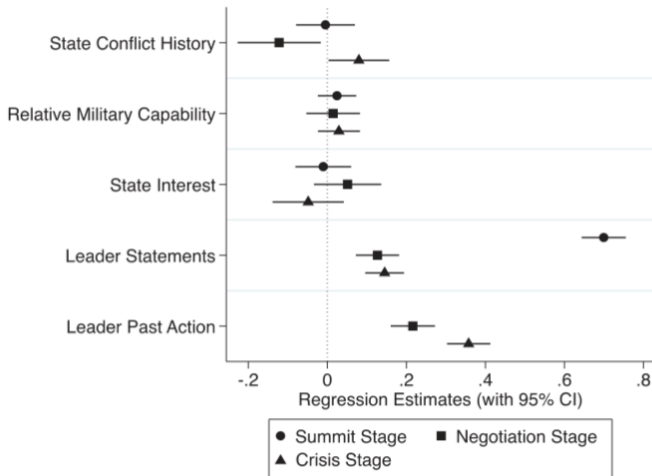 State Conflict History
Relative Military Capability
State Interest
Leader Statements
Leader Past Action
-.2 0 .2 .4 .6 .8
Regression Estimates (with 95% CI)
Summit Stage Negotiation Stage
Crisis Stage